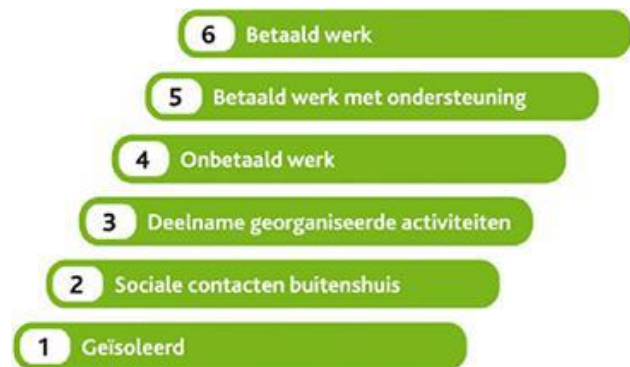 6 Betaald werk
5 Betaald werk met ondersteuning
4 Onbetaald werk
3 Deelname georganiseerde activiteiten
2 Sociale contacten buitenshuis
1 Geïsoleerd